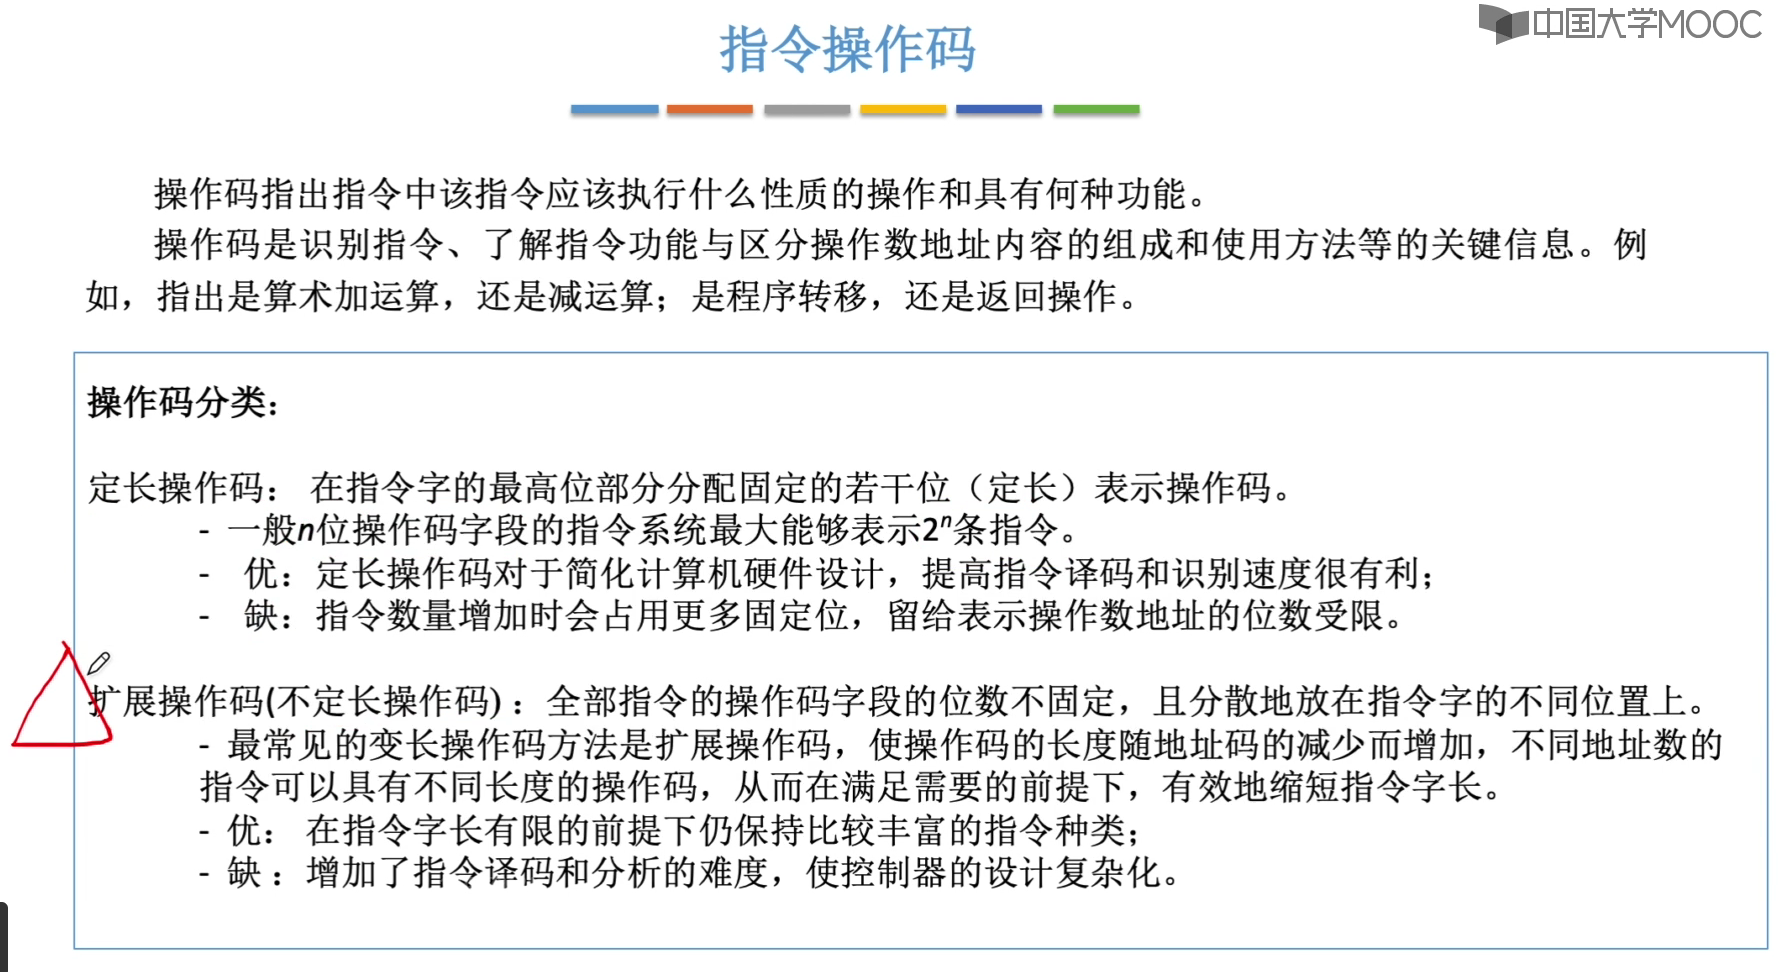 中国大学MOOC
指令操作码
操作码指出指令中该指令应该执行什么性质的操作和具有何种功能。
操作码是识别指令、了解指令功能与区分操作数地址内容的组成和使用方法等的关键信息。例
如，指出是算术加运算，还是减运算；是程序转移，还是返回操作。
操作码分类：
定长操作码： 在指令字的最高位部分分配固定的若干位（定长）表示操作码。
- 一般n位操作码字段的指令系统最大能够表示2ⁿ条指令。
- 优：定长操作码对于简化计算机硬件设计，提高指令译码和识别速度很有利；
- 缺：指令数量增加时会占用更多固定位，留给表示操作数地址的位数受限。
扩展操作码(不定长操作码)：全部指令的操作码字段的位数不固定，且分散地放在指令字的不同位置上。
- 最常见的变长操作码方法是扩展操作码，使操作码的长度随地址码的减少而增加，不同地址数的
指令可以具有不同长度的操作码，从而在满足需要的前提下，有效地缩短指令字长。
- 优： 在指令字长有限的前提下仍保持比较丰富的指令种类；
- 缺：增加了指令译码和分析的难度，使控制器的设计复杂化。